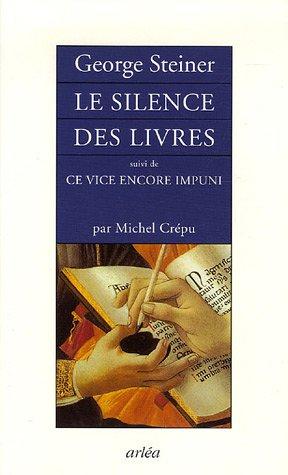 George Steiner
LE SILENCE
DES LIVRES
suivi de
CE VICE ENCORE IMPUNI
par Michel Crépu
arléa